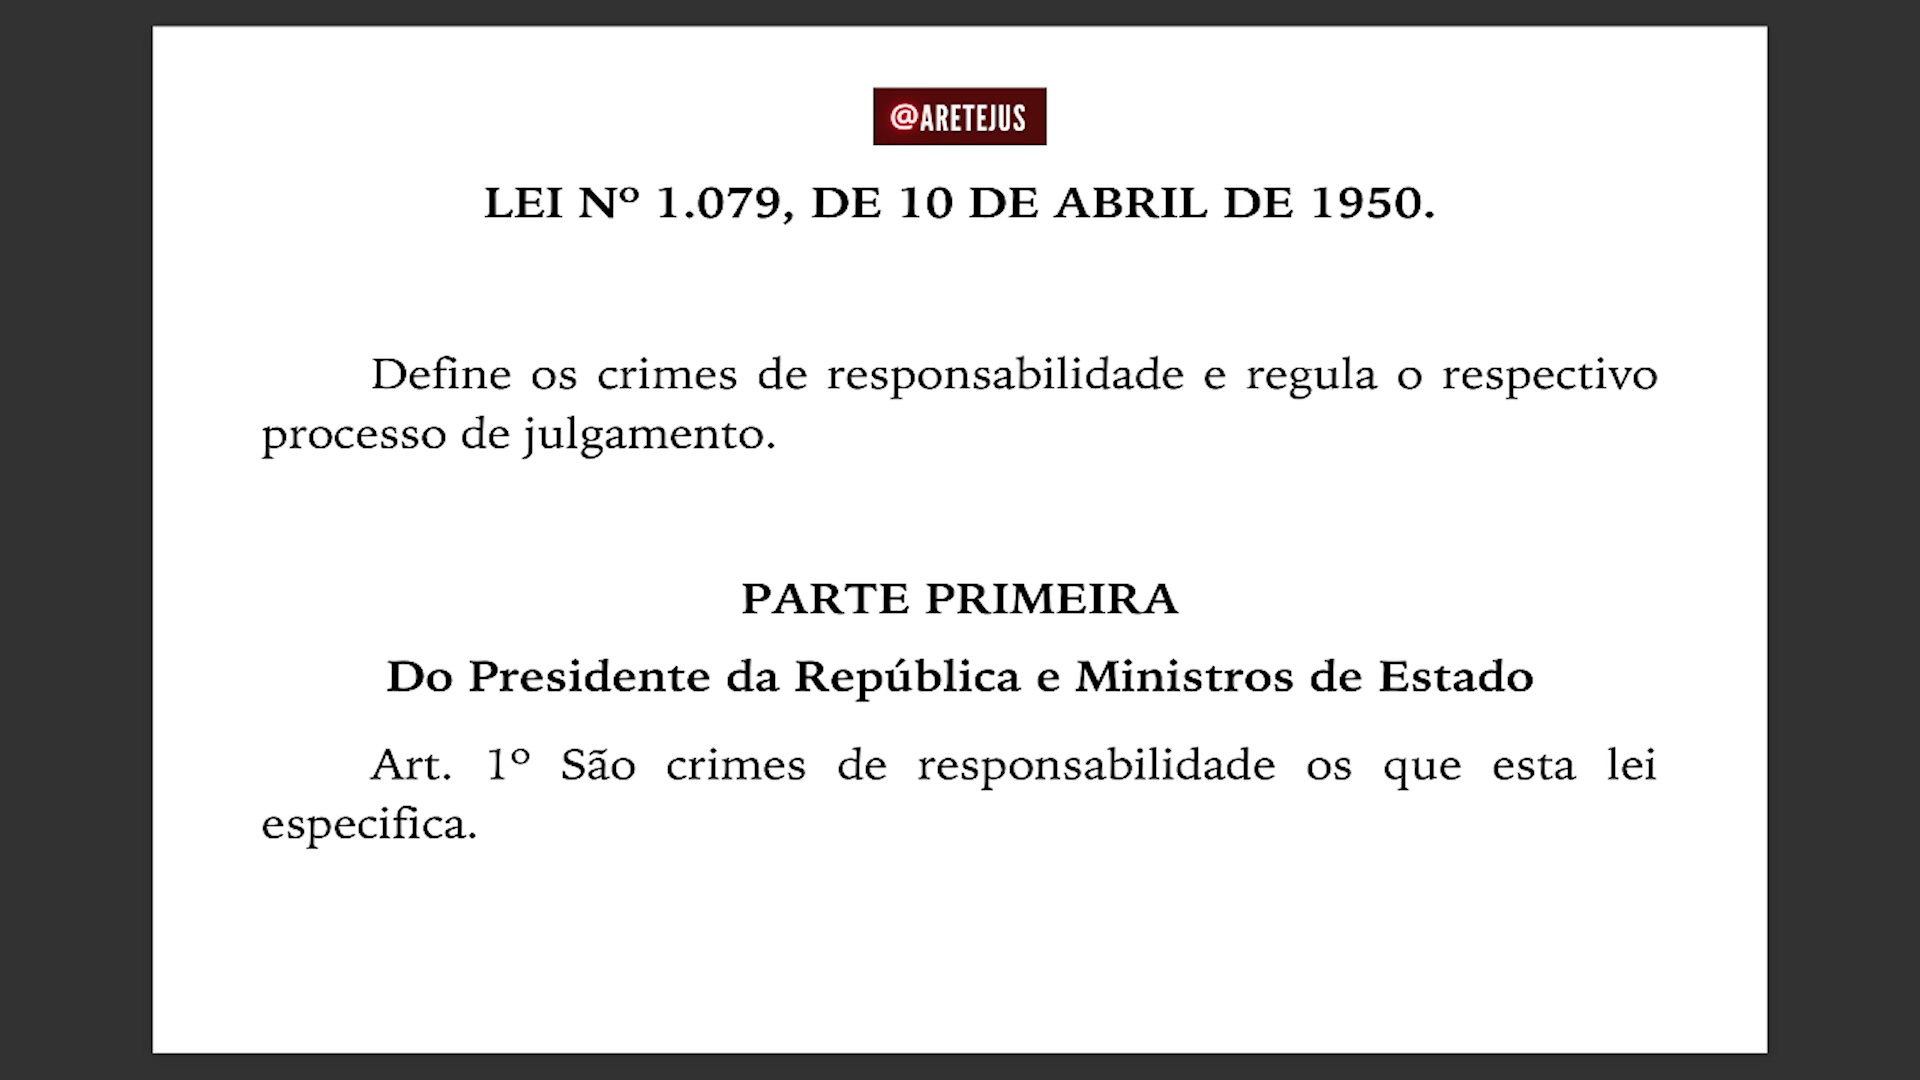 @ARETEJUS
LEI Nº 1.079, DE 10 DE ABRIL DE 1950.
Define os crimes de responsabilidade e regula o respectivo
processo de julgamento.
PARTE PRIMEIRA
Do Presidente da República e Ministros de Estado
Art. 1º São crimes de responsabilidade os que esta lei
especifica.